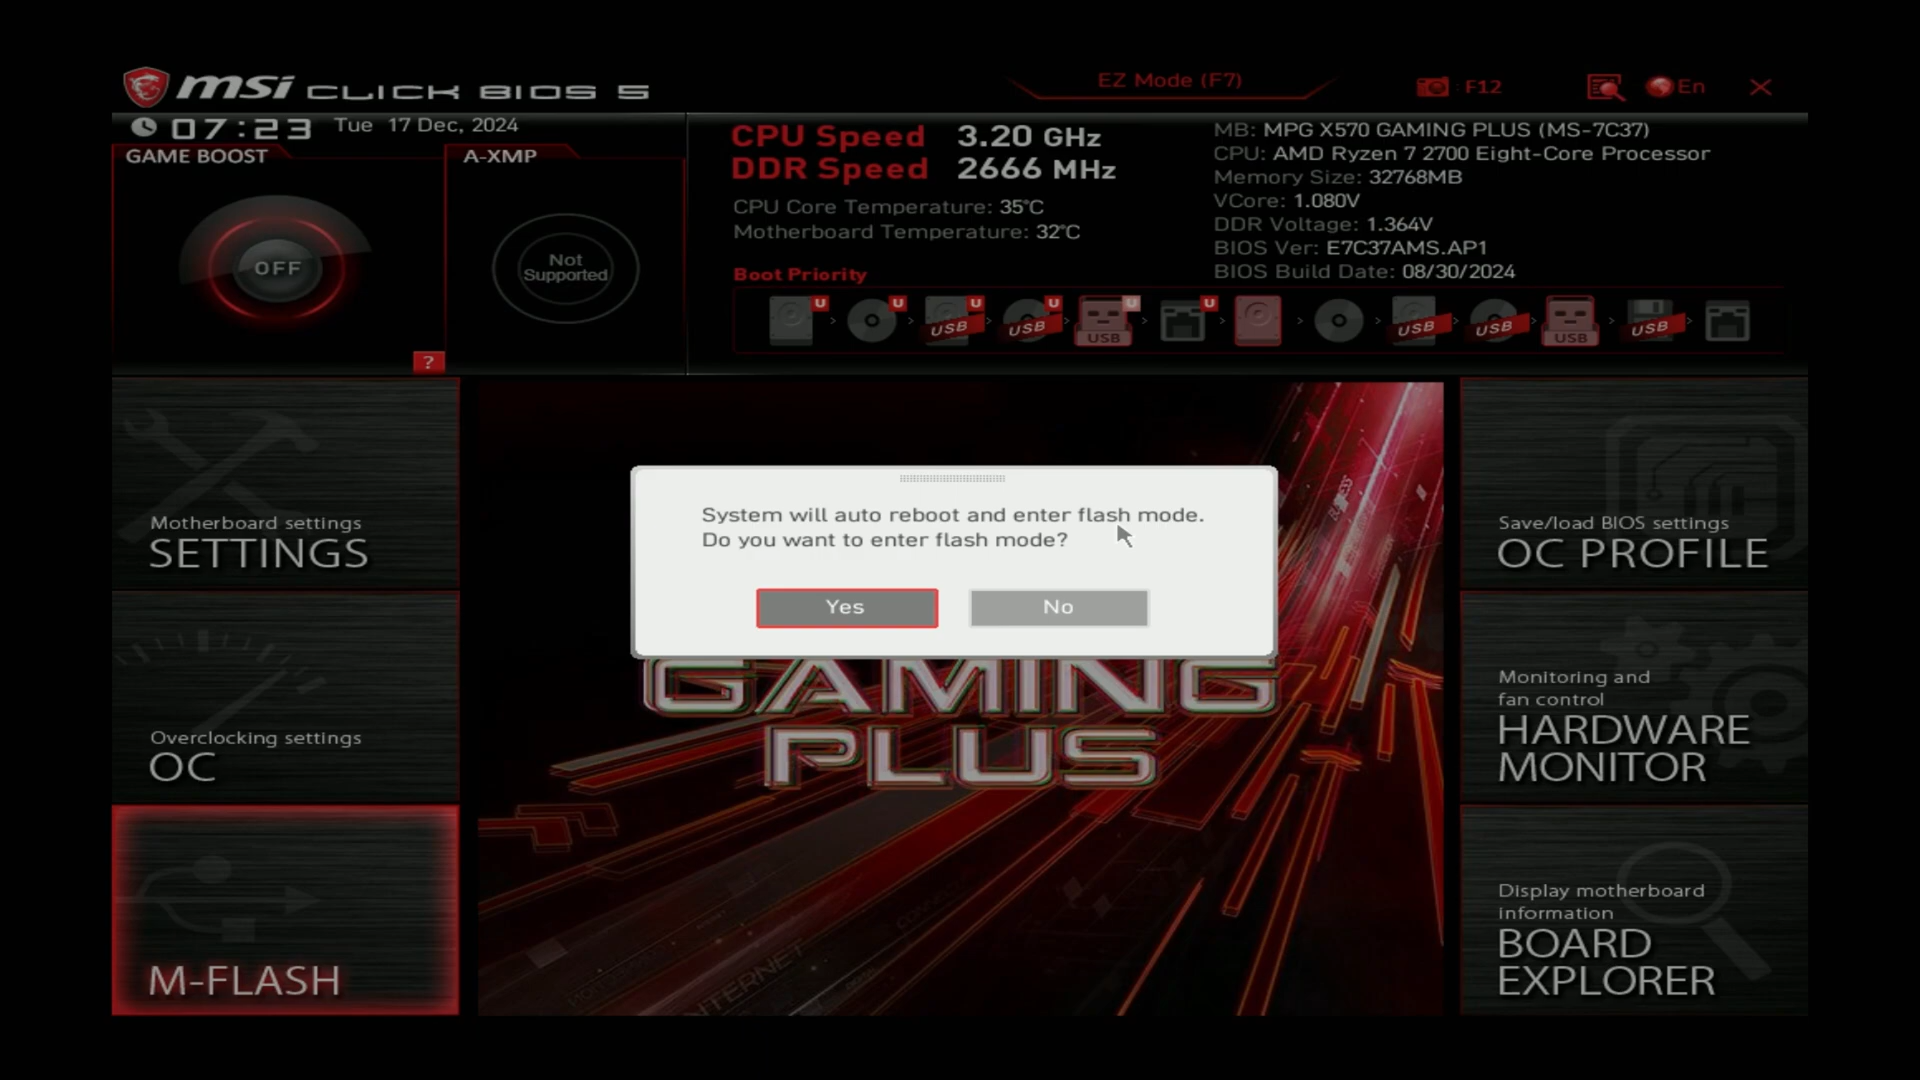 msi CLICK BIOS 5
EZ Mode (F7)
: F12
En
07:23 Tue 17 Dec, 2024
GAME BOOST
A-XMP
OFF
Not
Supported
?
CPU Speed 3.20 GHz
DDR Speed 2666 MHz
CPU Core Temperature: 35°C
Motherboard Temperature: 32°C
MB: MPG X570 GAMING PLUS (MS-7C37)
CPU: AMD Ryzen 7 2700 Eight-Core Processor
Memory Size: 32768MB
VCore: 1.080V
DDR Voltage: 1.364V
BIOS Ver: E7C37AMS.AP1
BIOS Build Date: 08/30/2024
Boot Priority
U
U
U
U
U
U
USB
USB
USB
USB
USB
USB
USB
Motherboard settings
SETTINGS
Overclocking settings
OC
M-FLASH
System will auto reboot and enter flash mode.
Do you want to enter flash mode?
Yes
No
GAMING
PLUS
Save/load BIOS settings
OC PROFILE
Monitoring and
fan control
HARDWARE
MONITOR
Display motherboard
information
BOARD
EXPLORER